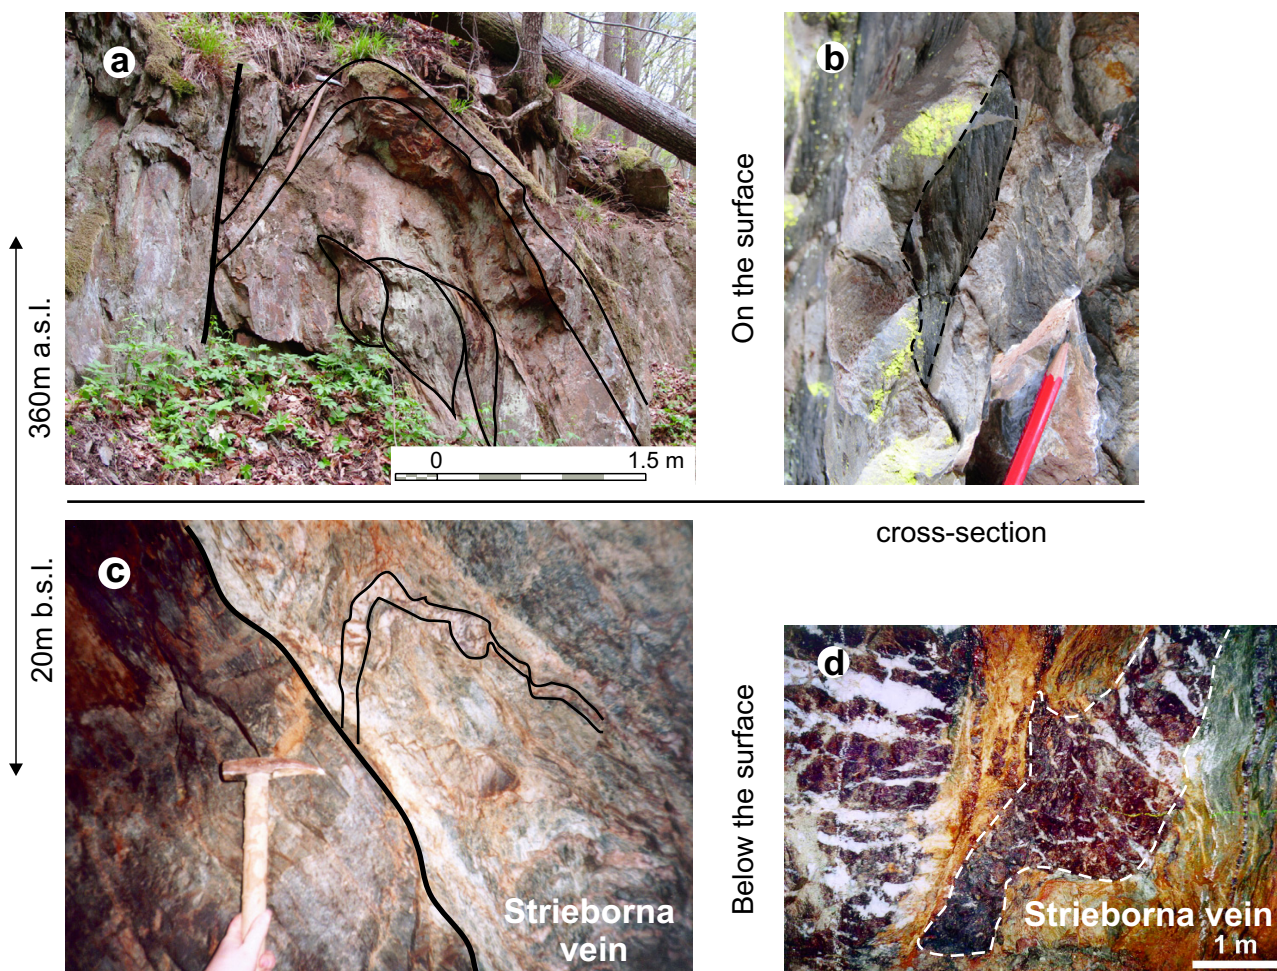 a
b
360m a.s.l.
On the surface
0 1.5 m
cross-section
20m b.s.l.
c
Strieborna
vein
Below the surface
d
Strieborna vein
1 m